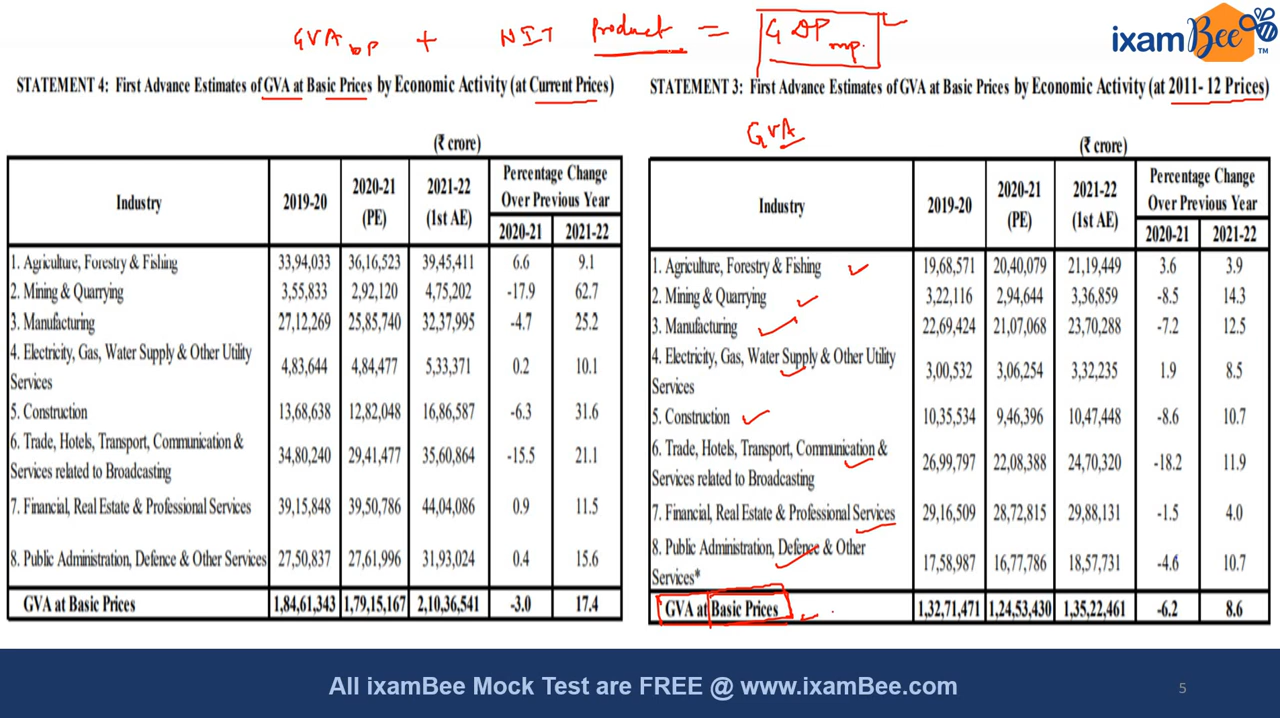 GVA bP + NIT Product = GDP mp.
ixamBee
TM
STATEMENT 4: First Advance Estimates of GVA at Basic Prices by Economic Activity (at Current Prices)
(₹ crore)
Industry 2019-20 2020-21 (PE) 2021-22 (1st AE) Percentage Change Over Previous Year
2020-21 2021-22
1. Agriculture, Forestry & Fishing 33,94,033 36,16,523 39,45,411 6.6 9.1
2. Mining & Quarrying 3,55,833 2,92,120 4,75,202 -17.9 62.7
3. Manufacturing 27,12,269 25,85,740 32,37,995 -4.7 25.2
4. Electricity, Gas, Water Supply & Other Utility
Services 4,83,644 4,84,477 5,33,371 0.2 10.1
5. Construction 13,68,638 12,82,048 16,86,587 -6.3 31.6
6. Trade, Hotels, Transport, Communication &
Services related to Broadcasting 34,80,240 29,41,477 35,60,864 -15.5 21.1
7. Financial, Real Estate & Professional Services 39,15,848 39,50,786 44,04,086 0.9 11.5
8. Public Administration, Defence & Other Services 27,50,837 27,61,996 31,93,024 0.4 15.6
GVA at Basic Prices 1,84,61,343 1,79,15,167 2,10,36,541 -3.0 17.4
STATEMENT 3: First Advance Estimates of GVA at Basic Prices by Economic Activity (at 2011- 12 Prices)
GVA
(₹ crore)
Industry 2019-20 2020-21 (PE) 2021-22 (1st AE) Percentage Change Over Previous Year
2020-21 2021-22
1. Agriculture, Forestry & Fishing 19,68,571 20,40,079 21,19,449 3.6 3.9
2. Mining & Quarrying 3,22,116 2,94,644 3,36,859 -8.5 14.3
3. Manufacturing 22,69,424 21,07,068 23,70,288 -7.2 12.5
4. Electricity, Gas, Water Supply & Other Utility
Services 3,00,532 3,06,254 3,32,235 1.9 8.5
5. Construction 10,35,534 9,46,396 10,47,448 -8.6 10.7
6. Trade, Hotels, Transport, Communication &
Services related to Broadcasting 26,99,797 22,08,388 24,70,320 -18.2 11.9
7. Financial, Real Estate & Professional Services 29,16,509 28,72,815 29,88,131 -1.5 4.0
8. Public Administration, Defence & Other
Services* 17,58,987 16,77,786 18,57,731 -4.6 10.7
GVA at Basic Prices 1,32,71,471 1,24,53,430 1,35,22,461 -6.2 8.6
All ixamBee Mock Test are FREE @ www.ixamBee.com
5